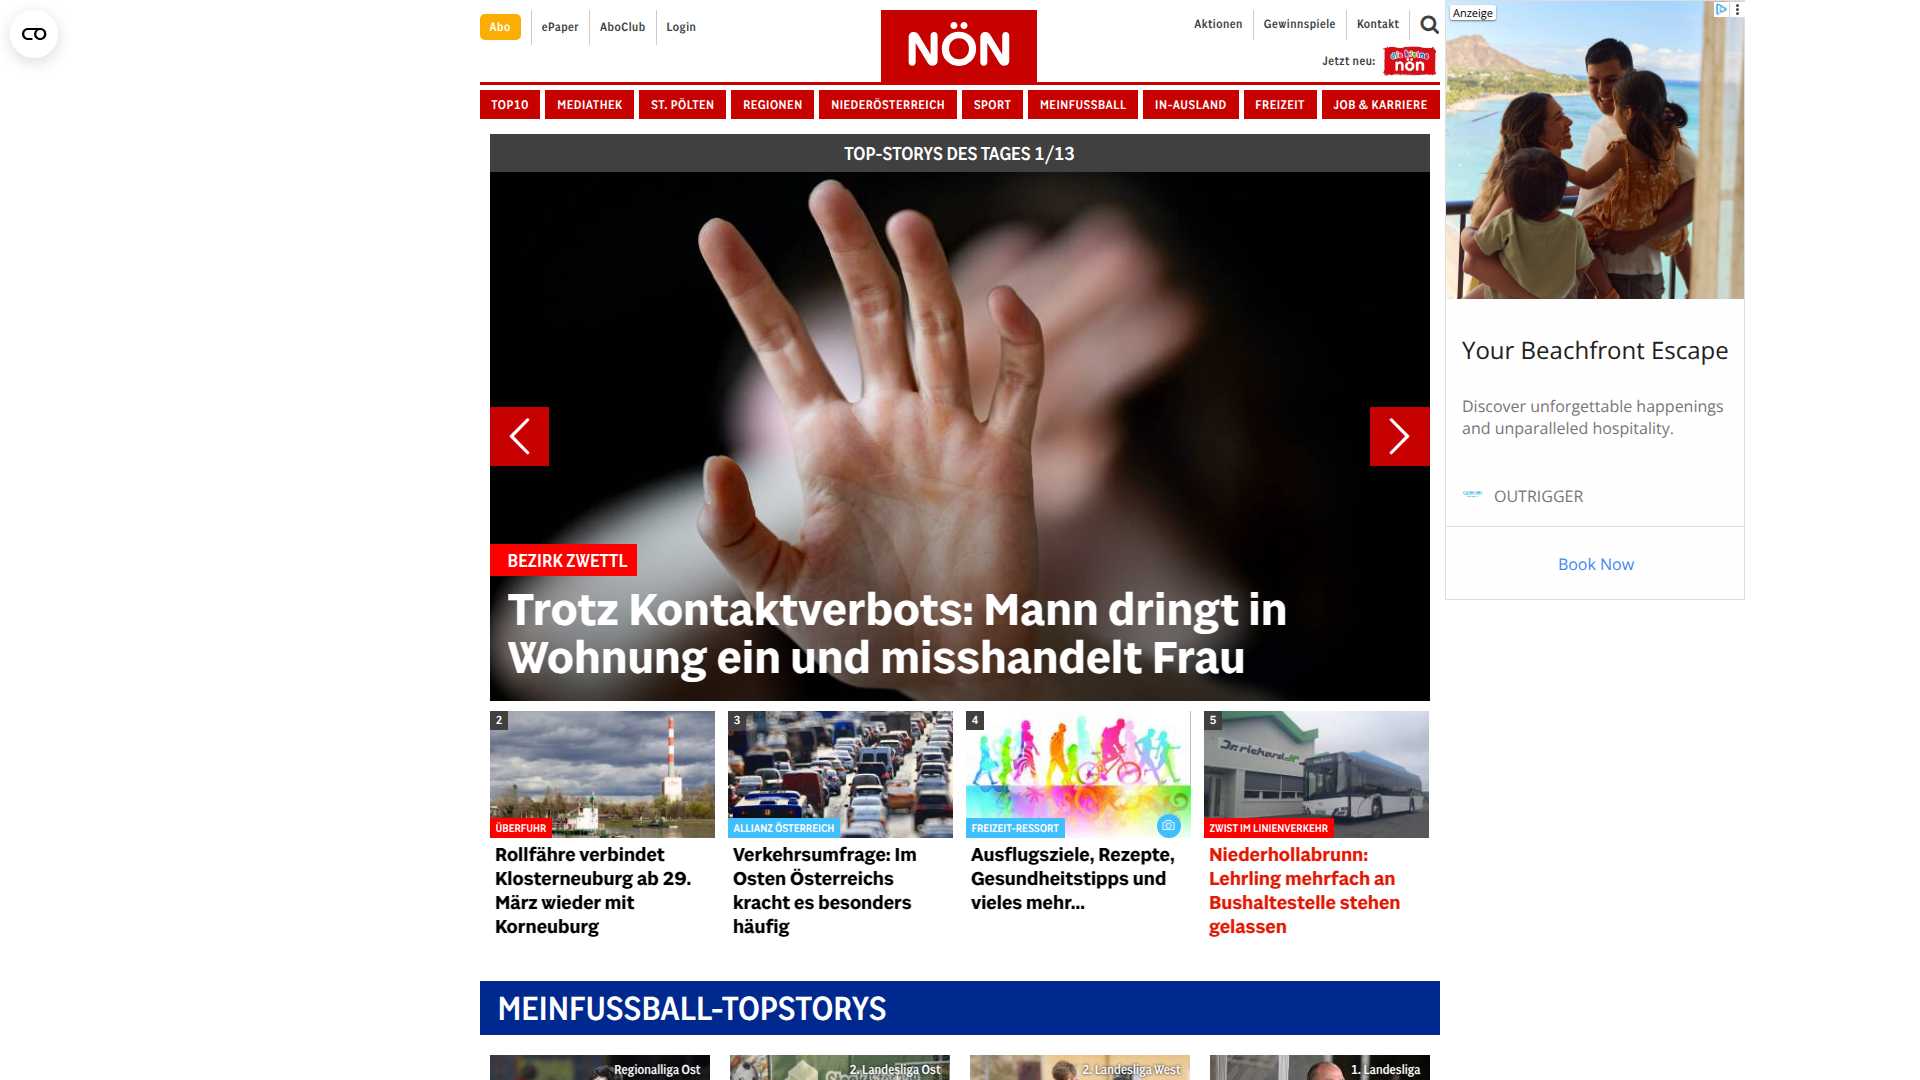 Abo
ePaper
AboClub
Login
NÖN
Aktionen
Gewinnspiele
Kontakt
Jetzt neu:
die kleine
nön
TOP10
MEDIATHEK
ST. PÖLTEN
REGIONEN
NIEDERÖSTERREICH
SPORT
MEINFUSSBALL
IN-AUSLAND
FREIZEIT
JOB & KARRIERE
TOP-STORYS DES TAGES 1/13
BEZIRK ZWETTL
Trotz Kontaktverbots: Mann dringt in
Wohnung ein und misshandelt Frau
2
ÜBERFUHR
Rollfähre verbindet
Klosterneuburg ab 29.
März wieder mit
Korneuburg
3
ALLIANZ ÖSTERREICH
Verkehrsumfrage: Im
Osten Österreichs
kracht es besonders
häufig
4
FREIZEIT-RESSORT
Ausflugsziele, Rezepte,
Gesundheitstipps und
vieles mehr...
5
Dr. richard
ZWIST IM LINIENVERKEHR
Niederhollabrunn:
Lehrling mehrfach an
Bushaltestelle stehen
gelassen
MEINFUSSBALL-TOPSTORYS
Regionalliga Ost
2. Landesliga Ost
2. Landesliga West
1. Landesliga
Anzeige
Your Beachfront Escape
Discover unforgettable happenings
and unparalleled hospitality.
OUTRIGGER
Book Now